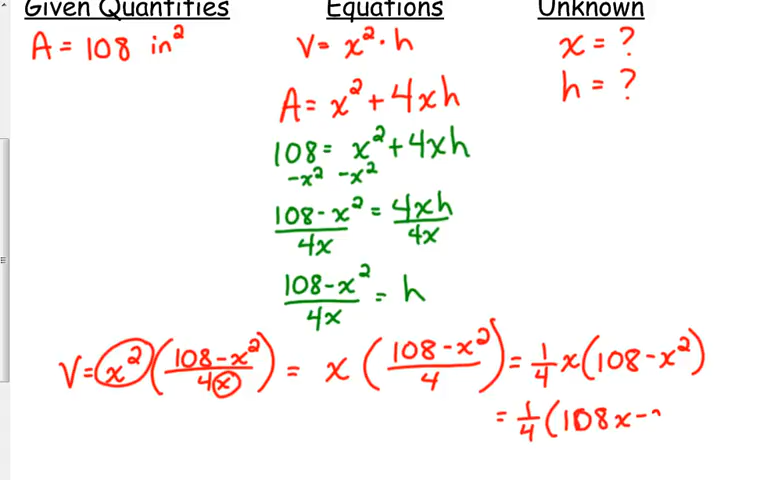 Given Quantities Equations Unknown
A = 108 in² V = x² · h x = ?
A = x² + 4xh h = ?
108 = x² + 4xh
-x² -x²
108 - x² / 4x = 4xh / 4x
108 - x² / 4x = h
V = x² (108 - x² / 4x) = x (108 - x² / 4) = 1/4 x (108 - x²)
= 1/4 (108x -